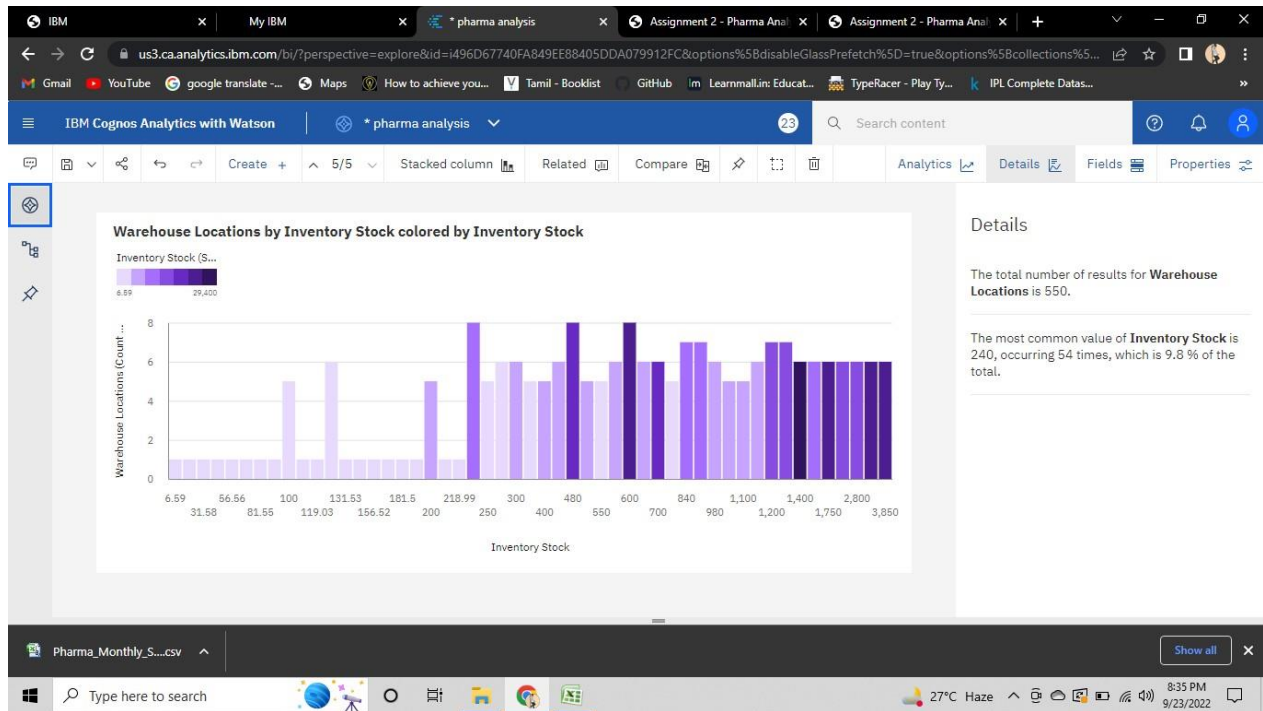 IBM
My IBM
* pharma analysis
Assignment 2 - Pharma Anal
Assignment 2 - Pharma Anal
us3.ca.analytics.ibm.com/bi/?perspective=explore&id=i496D67740FA849EE88405DDA079912FC&options%5BdisableGlassPrefetch%5D=true&options%5Bcollections%5...
Gmail YouTube google translate -... Maps How to achieve you... Tamil - Booklist GitHub Learnmall.in: Educat... TypeRacer - Play Ty... IPL Complete Datas... »
IBM Cognos Analytics with Watson
* pharma analysis
23
Search content
Create +
5/5
Stacked column
Related
Compare
Analytics
Details
Fields
Properties
Warehouse Locations by Inventory Stock colored by Inventory Stock
Inventory Stock (S...
6.59 29,400
Warehouse Locations (Count ...
8
6
4
2
0
6.59 56.56 100 131.53 181.5 218.99 300 480 600 840 1,100 1,400 2,800
31.58 81.55 119.03 156.52 200 250 400 550 700 980 1,200 1,750 3,850
Inventory Stock
Details
The total number of results for Warehouse
Locations is 550.
The most common value of Inventory Stock is
240, occurring 54 times, which is 9.8 % of the
total.
Pharma_Monthly_S....csv
Show all
Type here to search
27°C Haze
8:35 PM
9/23/2022